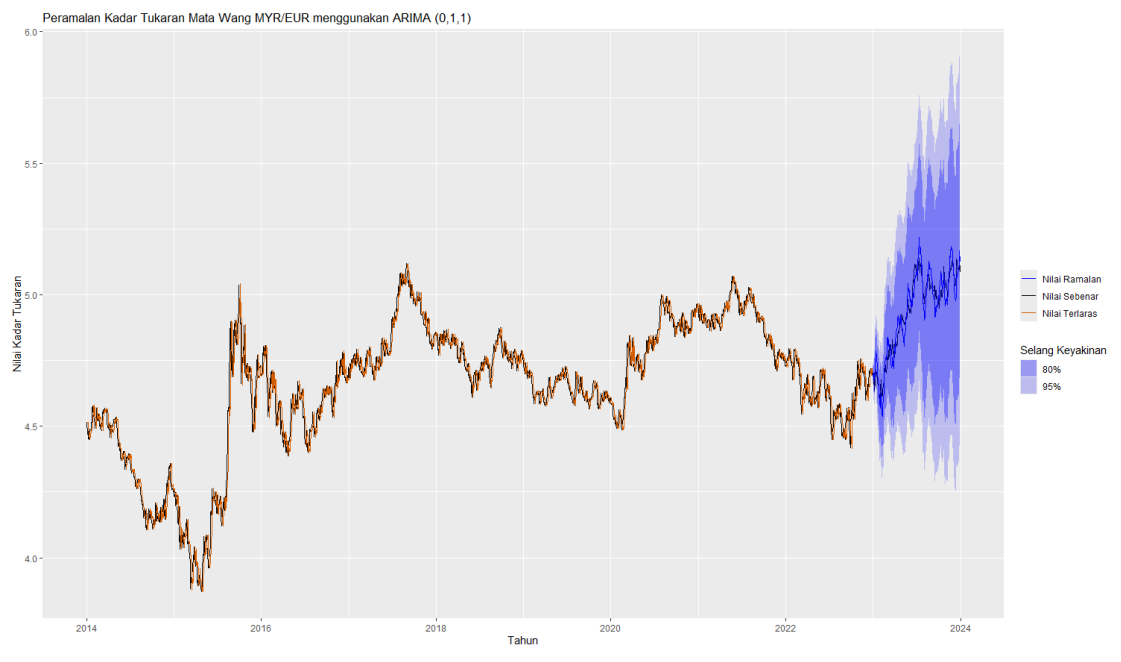 Peramalan Kadar Tukaran Mata Wang MYR/EUR menggunakan ARIMA (0,1,1)
6.0
5.5
5.0
4.5
4.0
Nilai Kadar Tukaran
2014
2016
2018
2020
2022
2024
Tahun
Nilai Ramalan
Nilai Sebenar
Nilai Terlaras
Selang Keyakinan
80%
95%